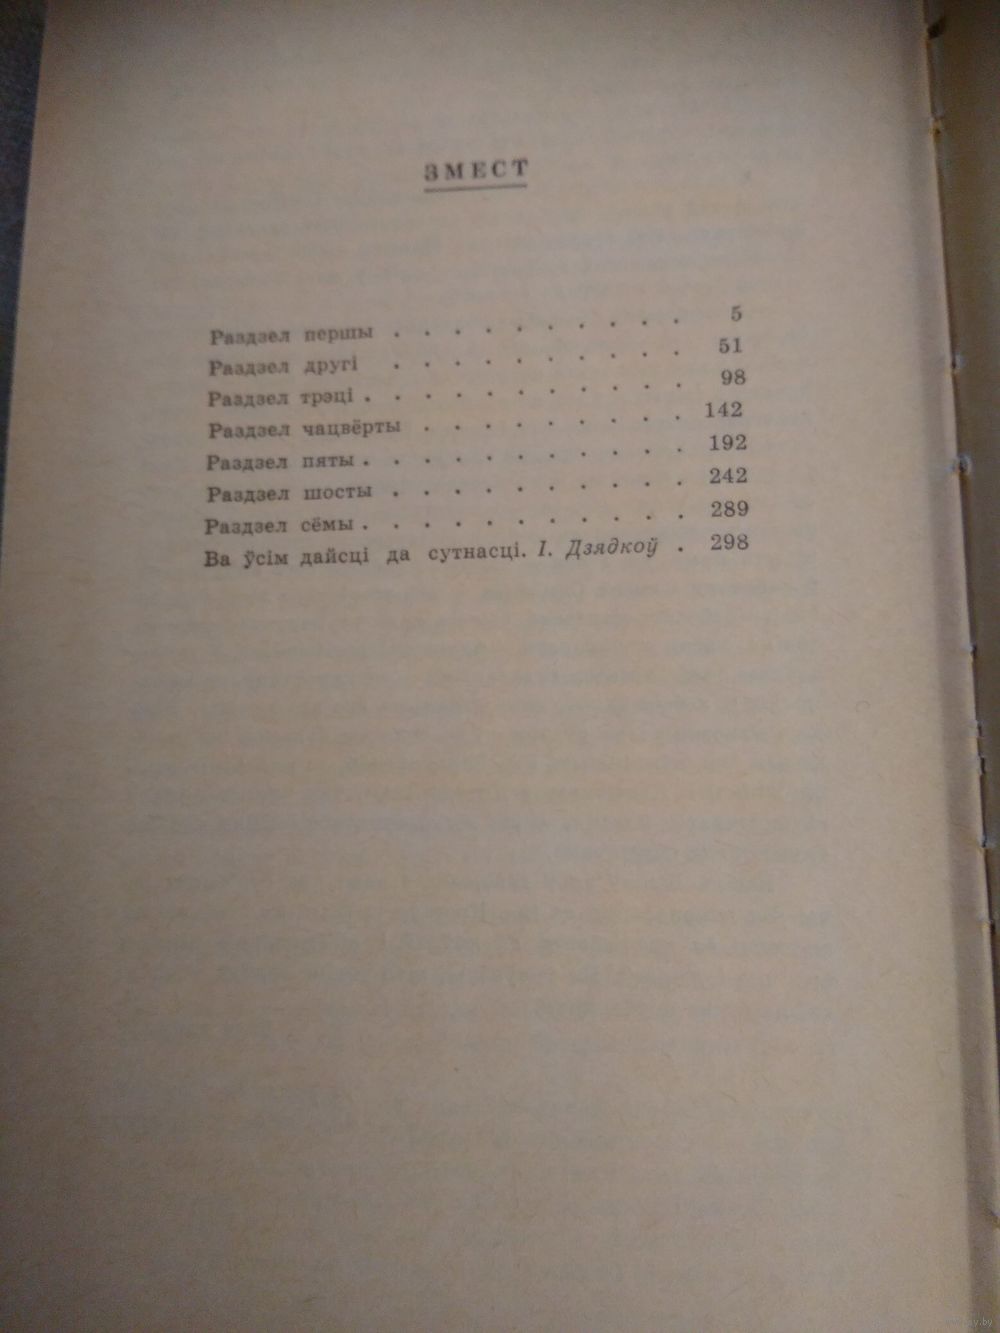 ЗМЕСТ
Раздзел першы . . . . . . . . . . 5
Раздзел другі . . . . . . . . . . 51
Раздзел трэці . . . . . . . . . . . 98
Раздзел чацвёрты . . . . . . . . . 142
Раздзел пяты . . . . . . . . . . . 192
Раздзел шосты . . . . . . . . . . 242
Раздзел сёмы . . . . . . . . . . . 289
Ва ўсім дайсці да сутнасці. І. Дзядкоў . 298